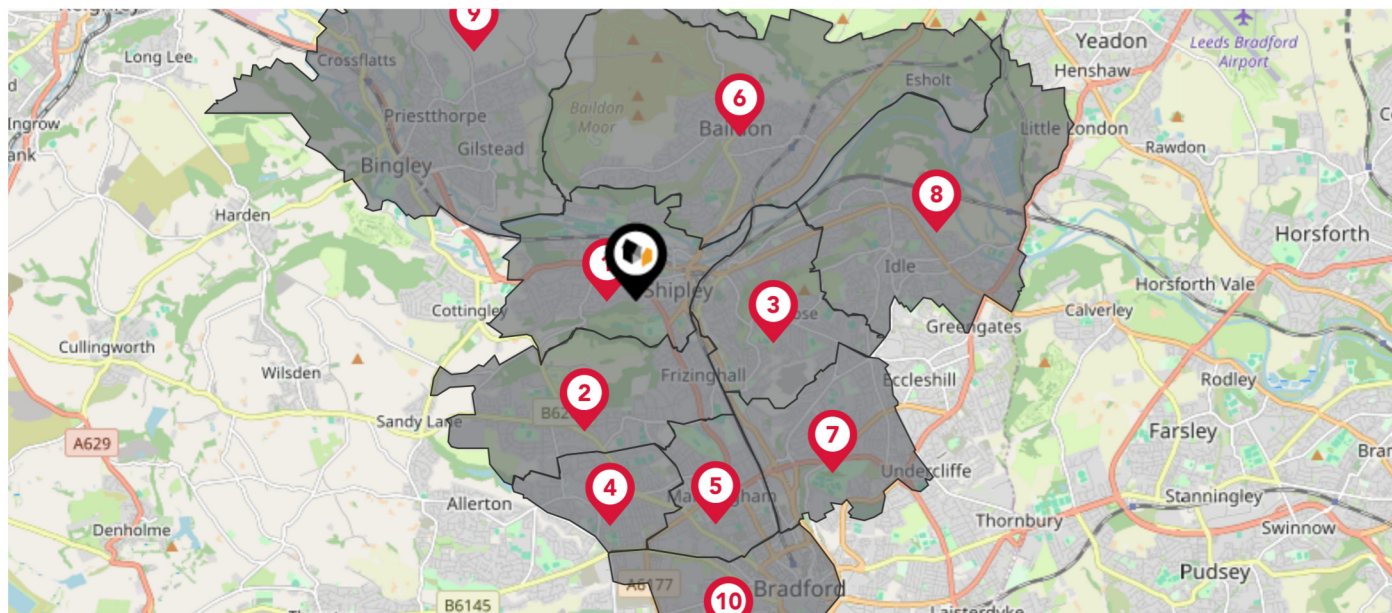 9
Long Lee
Crossflatts
Yeadon
Leeds Bradford
Airport
Henshaw
Esholt
6
Baildon
Moor
Priestthorpe
Ingrow
Gilstead
Baildon
Little London
Rawdon
Bingley
8
Harden
Horsforth
1
Idle
Shipley
3
Horsforth Vale
Cottingley
Calverley
Greengates
Cullingworth
Wilsden
Frizinghall
Eccleshill
Rodley
2
Sandy Lane
7
Farsley
A629
Undercliffe
4
5
Allerton
Stanningley
Denholme
Thornbury
Swinnow
Pudsey
A6177
Bradford
10
B6145
Laisterdyke